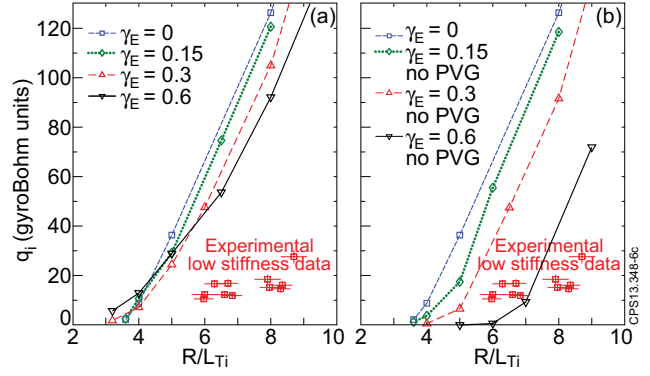 (a)
γE = 0
γE = 0.15
γE = 0.3
γE = 0.6
120
100
80
60
40
20
0
qi (gyroBohm units)
Experimental
low stiffness data
2 4 6 8 10
R/LTi
(b)
γE = 0
γE = 0.15
no PVG
γE = 0.3
no PVG
γE = 0.6
no PVG
Experimental
low stiffness data
2 4 6 8 10
R/LTi
CPS13.348-6c